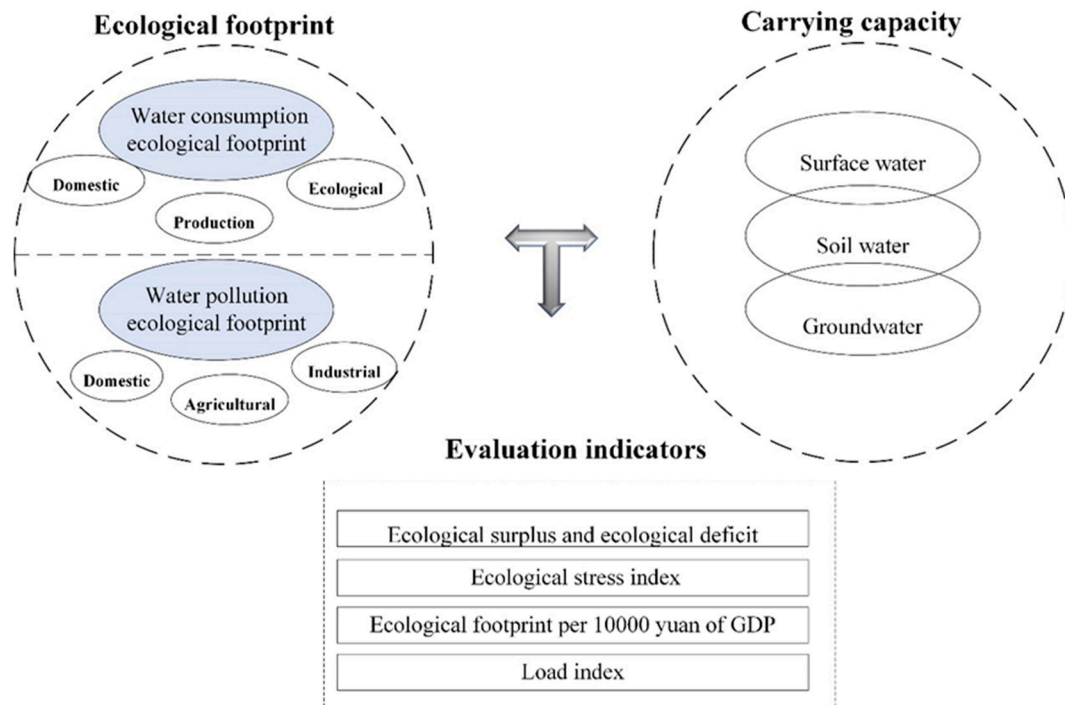 Ecological footprint
Water consumption
ecological footprint
Domestic
Ecological
Production
Water pollution
ecological footprint
Domestic
Industrial
Agricultural
Carrying capacity
Surface water
Soil water
Groundwater
Evaluation indicators
Ecological surplus and ecological deficit
Ecological stress index
Ecological footprint per 10000 yuan of GDP
Load index